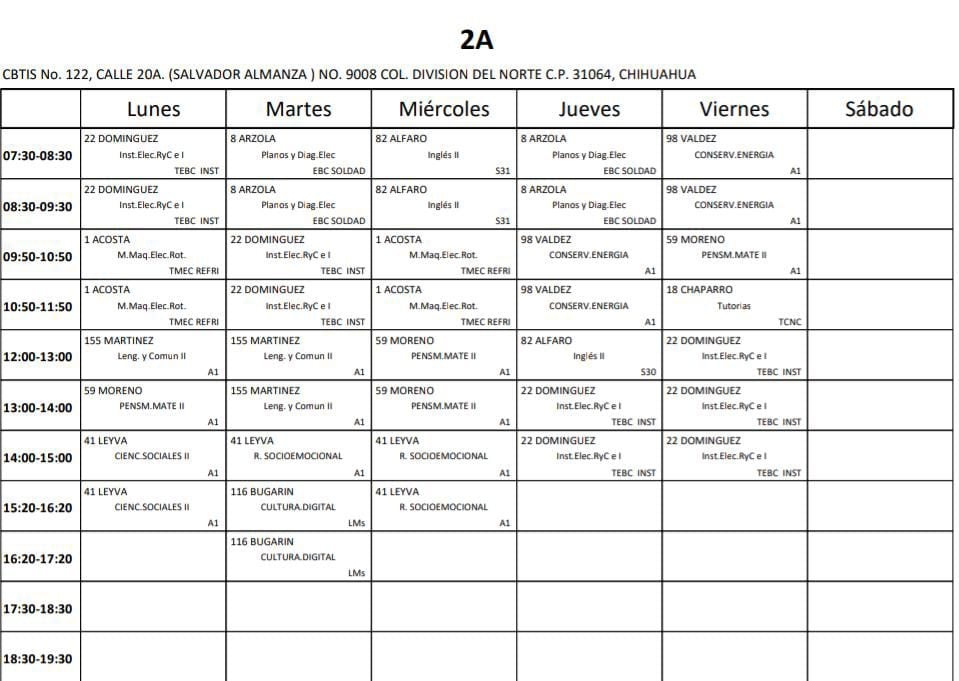 2A
CBTIS No. 122, CALLE 20A. (SALVADOR ALMANZA ) NO. 9008 COL. DIVISION DEL NORTE C.P. 31064, CHIHUAHUA
Lunes Martes Miércoles Jueves Viernes Sábado
22 DOMINGUEZ 8 ARZOLA 82 ALFARO 8 ARZOLA 98 VALDEZ
07:30-08:30 Inst.Elec.RyC e I Planos y Diag.Elec Inglés II Planos y Diag.Elec CONSERV.ENERGIA
TEBC INST EBC SOLDAD S31 EBC SOLDAD A1
22 DOMINGUEZ 8 ARZOLA 82 ALFARO 8 ARZOLA 98 VALDEZ
08:30-09:30 Inst.Elec.RyC e I Planos y Diag.Elec Inglés II Planos y Diag.Elec CONSERV.ENERGIA
TEBC INST EBC SOLDAD S31 EBC SOLDAD A1
1 ACOSTA 22 DOMINGUEZ 1 ACOSTA 98 VALDEZ 59 MORENO
09:50-10:50 M.Maq.Elec.Rot. Inst.Elec.RyC e I M.Maq.Elec.Rot. CONSERV.ENERGIA PENSM.MATE II
TMEC REFRI TEBC INST TMEC REFRI A1 A1
1 ACOSTA 22 DOMINGUEZ 1 ACOSTA 98 VALDEZ 18 CHAPARRO
10:50-11:50 M.Maq.Elec.Rot. Inst.Elec.RyC e I M.Maq.Elec.Rot. CONSERV.ENERGIA Tutorias
TMEC REFRI TEBC INST TMEC REFRI A1 TCNC
155 MARTINEZ 155 MARTINEZ 59 MORENO 82 ALFARO 22 DOMINGUEZ
12:00-13:00 Leng. y Comun II Leng. y Comun II PENSM.MATE II Inglés II Inst.Elec.RyC e I
A1 A1 A1 S30 TEBC INST
59 MORENO 155 MARTINEZ 59 MORENO 22 DOMINGUEZ 22 DOMINGUEZ
13:00-14:00 PENSM.MATE II Leng. y Comun II PENSM.MATE II Inst.Elec.RyC e I Inst.Elec.RyC e I
A1 A1 A1 TEBC INST TEBC INST
41 LEYVA 41 LEYVA 41 LEYVA 22 DOMINGUEZ 22 DOMINGUEZ
14:00-15:00 CIENC.SOCIALES II R. SOCIOEMOCIONAL R. SOCIOEMOCIONAL Inst.Elec.RyC e I Inst.Elec.RyC e I
A1 A1 A1 TEBC INST TEBC INST
41 LEYVA 116 BUGARIN 41 LEYVA
15:20-16:20 CIENC.SOCIALES II CULTURA.DIGITAL R. SOCIOEMOCIONAL
A1 LMs A1
116 BUGARIN
16:20-17:20 CULTURA.DIGITAL
LMs
17:30-18:30
18:30-19:30